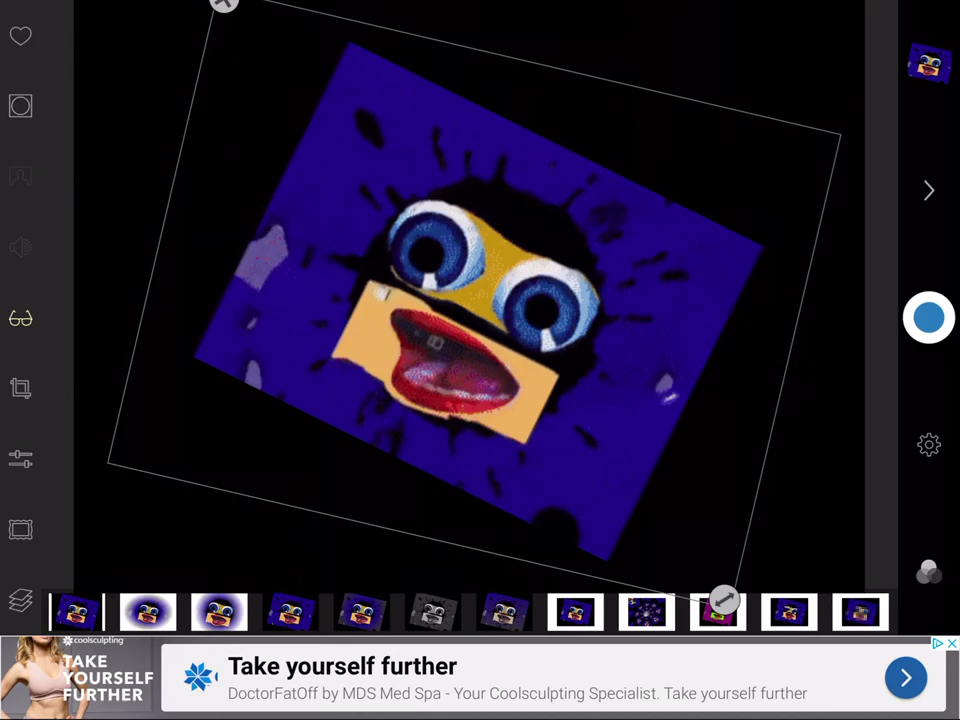 coolsculpting
TAKE
YOURSELF
FURTHER
Take yourself further
DoctorFatOff by MDS Med Spa - Your Coolsculpting Specialist. Take yourself further